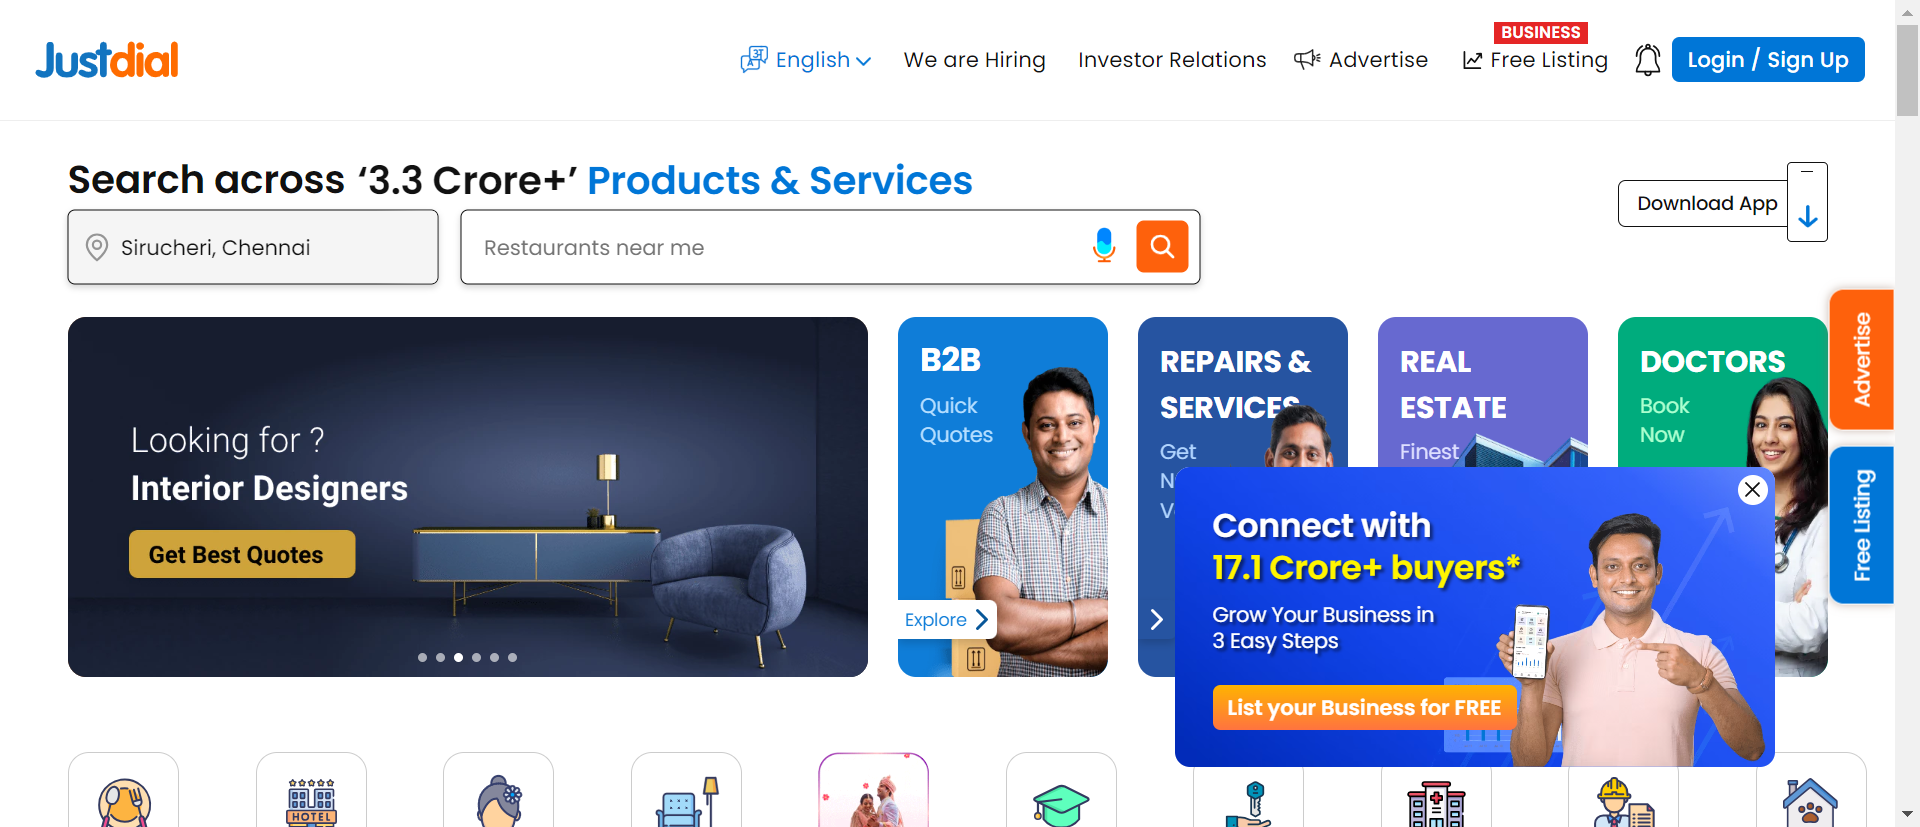 Justdial
English
We are Hiring
Investor Relations
Advertise
BUSINESS
Free Listing
Login / Sign Up
Search across ‘3.3 Crore+’ Products & Services
Sirucheri, Chennai
Restaurants near me
Download App
Looking for ?
Interior Designers
Get Best Quotes
B2B
Quick
Quotes
Explore
REPAIRS &
SERVICES
Get
N
V
REAL
ESTATE
Finest
DOCTORS
Book
Now
Advertise
Free Listing
Connect with
17.1 Crore+ buyers*
Grow Your Business in
3 Easy Steps
List your Business for FREE
HOTEL